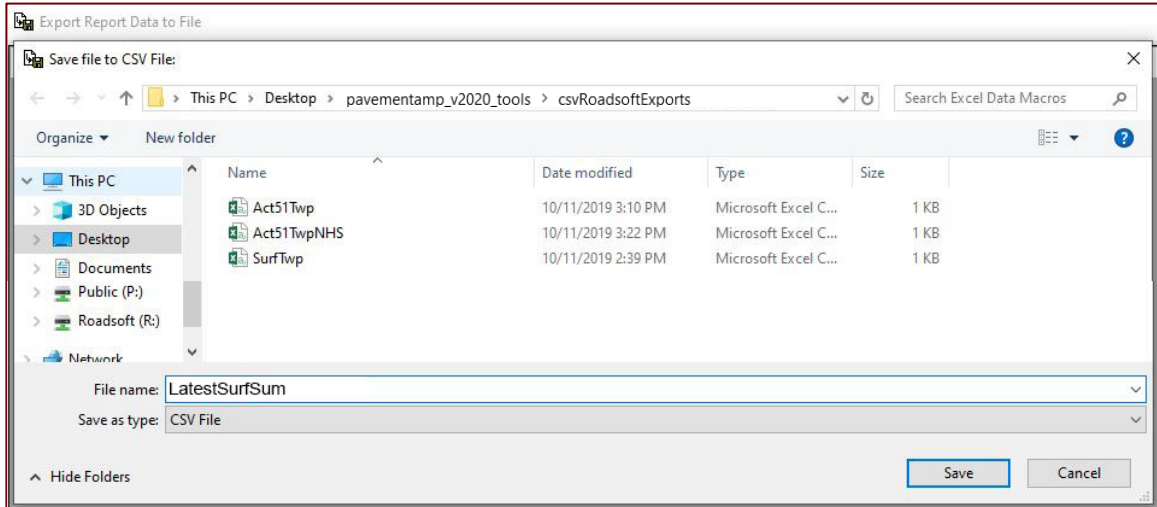 Export Report Data to File
Save file to CSV File:
This PC > Desktop > pavementamp_v2020_tools > csvRoadsoftExports
Search Excel Data Macros
Organize New folder
This PC
3D Objects
Desktop
Documents
Public (P:)
Roadsoft (R:)
Network
Name Date modified Type Size
Act51Twp 10/11/2019 3:10 PM Microsoft Excel C... 1 KB
Act51TwpNHS 10/11/2019 3:22 PM Microsoft Excel C... 1 KB
SurfTwp 10/11/2019 2:39 PM Microsoft Excel C... 1 KB
File name: LatestSurfSum
Save as type: CSV File
Hide Folders
Save Cancel